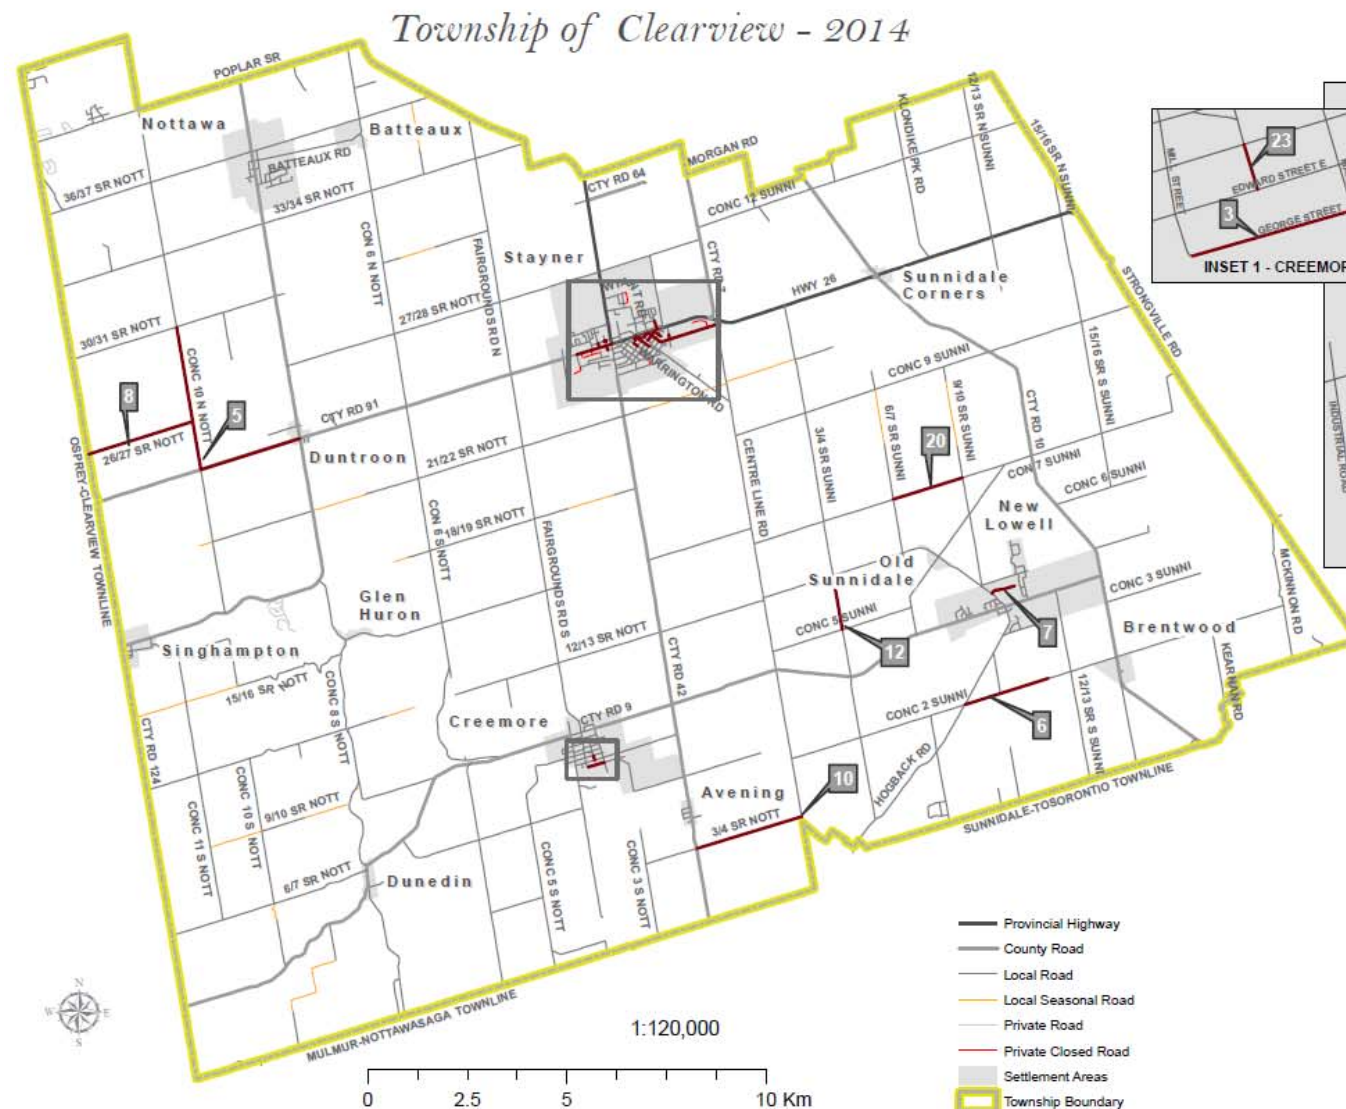 Township of Clearview - 2014
POPLAR SR
Nottawa
Batteaux
BATTEAUX RD
36/37 SR NOTT
33/34 SR NOTT
CTY RD 64
MORGAN RD
KLONDIKE PK RD
12/13 SR N SUNNI
15/16 SR N SUNNI
CONC 12 SUNNI
CON 6 N NOTT
FAIRGROUNDS RD N
Stayner
CTY RD 7
HWY 26
Sunnidale
Corners
STRONGVILLE RD
27/28 SR NOTT
30/31 SR NOTT
CONC 10 N NOTT
WARRINGTON RD
CONC 9 SUNNI
15/16 SR S SUNNI
8
5
26/27 SR NOTT
CTY RD 91
Duntroon
21/22 SR NOTT
CENTRE LINE RD
3/4 SR SUNNI
6/7 SR SUNNI
9/10 SR SUNNI
CTY RD 10
20
CON 7 SUNNI
CONC 6 SUNNI
OSPREY-CLEARVIEW TOWNLINE
CON 6 S NOTT
18/19 SR NOTT
FAIRGROUNDS RD S
New
Lowell
Old
Sunnidale
CONC 3 SUNNI
MCKINNON RD
Glen
Huron
CONC 5 SUNNI
12/13 SR NOTT
12
7
Brentwood
Singhampton
15/16 SR NOTT
CONC 8 S NOTT
CTY RD 42
KEARNAN RD
Creemore
CTY RD 9
CONC 2 SUNNI
6
12/13 SR S SUNNI
CTY RD 124
CONC 10 S NOTT
CONC 11 S NOTT
9/10 SR NOTT
Avening
10
HOGBACK RD
3/4 SR NOTT
SUNNIDALE-TOSORONTIO TOWNLINE
6/7 SR NOTT
Dunedin
CONC 5 S NOTT
CONC 3 S NOTT
MULMUR-NOTTAWASAGA TOWNLINE
N
W E
S
1:120,000
0 2.5 5 10 Km
Provincial Highway
County Road
Local Road
Local Seasonal Road
Private Road
Private Closed Road
Settlement Areas
Township Boundary
MILL STREET
23
EDWARD STREET E
3
GEORGE STREET
INSET 1 - CREEMOR
INDUSTRIAL ROAD